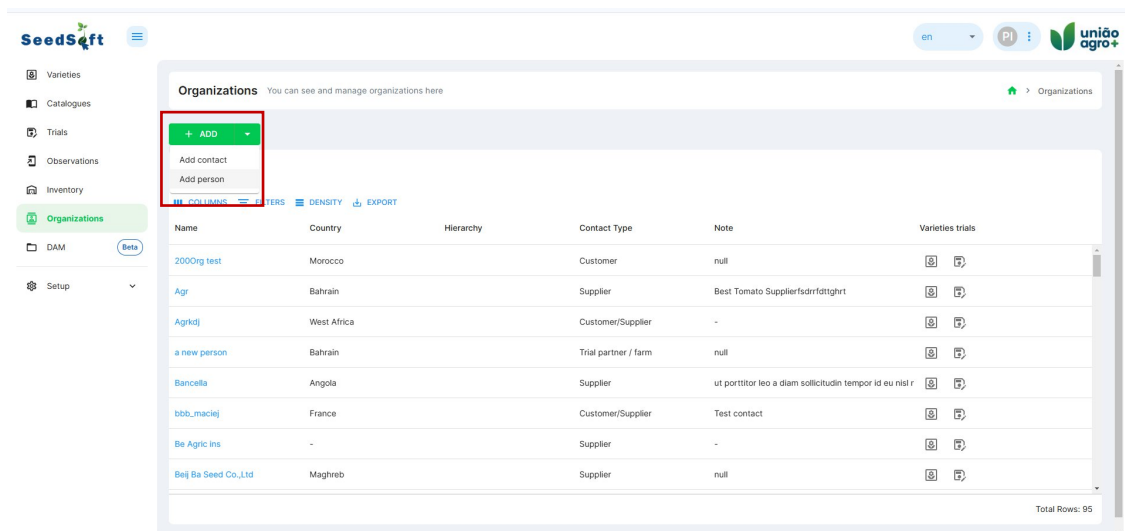 SeedSoft
en
PI
união
agro+
Varieties
Catalogues
Trials
Observations
Inventory
Organizations
DAM Beta
Setup
Organizations You can see and manage organizations here
> Organizations
+ ADD
Add contact
Add person
COLUMNS FILTERS DENSITY EXPORT
Name Country Hierarchy Contact Type Note Varieties trials
200Org test Morocco Customer null
Agr Bahrain Supplier Best Tomato Supplierfsdrrfdttghrt
Agrkdj West Africa Customer/Supplier -
a new person Bahrain Trial partner / farm null
Bancella Angola Supplier ut porttitor leo a diam sollicitudin tempor id eu nisl r
bbb_maciej France Customer/Supplier Test contact
Be Agric ins - Supplier -
Beij Ba Seed Co.,Ltd Maghreb Supplier null
Total Rows: 95